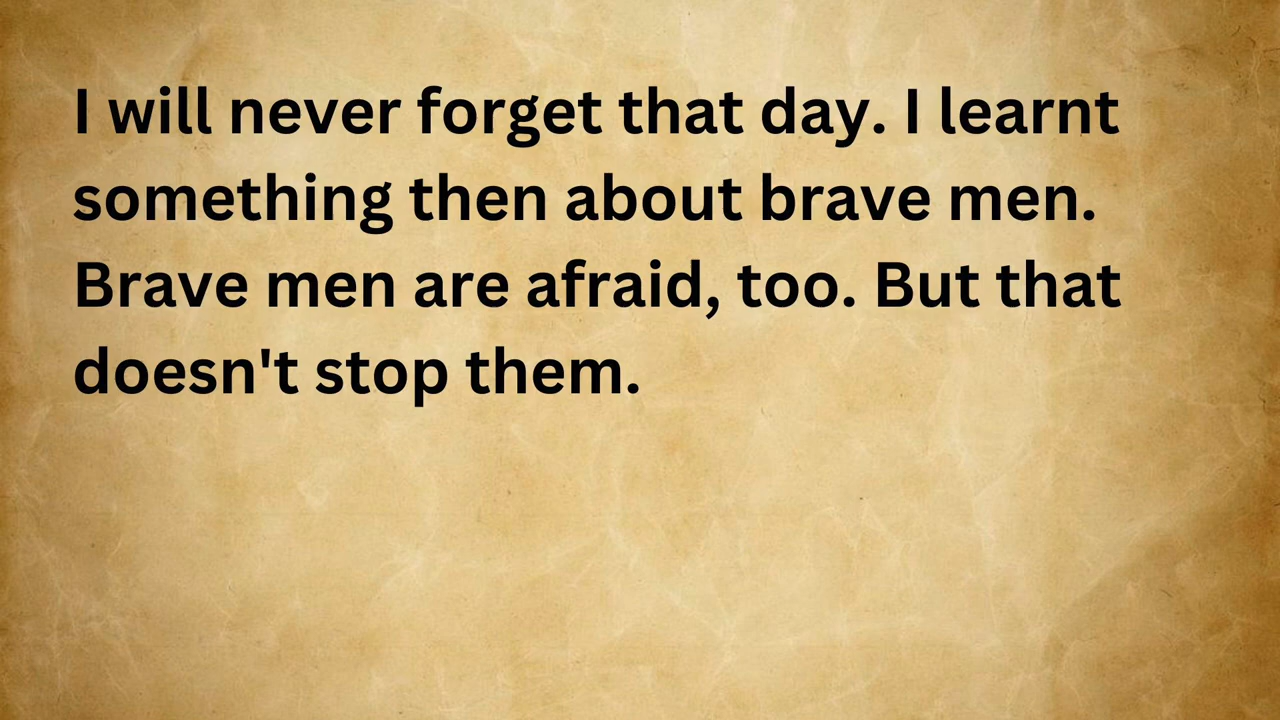 I will never forget that day. I learnt
something then about brave men.
Brave men are afraid, too. But that
doesn't stop them.